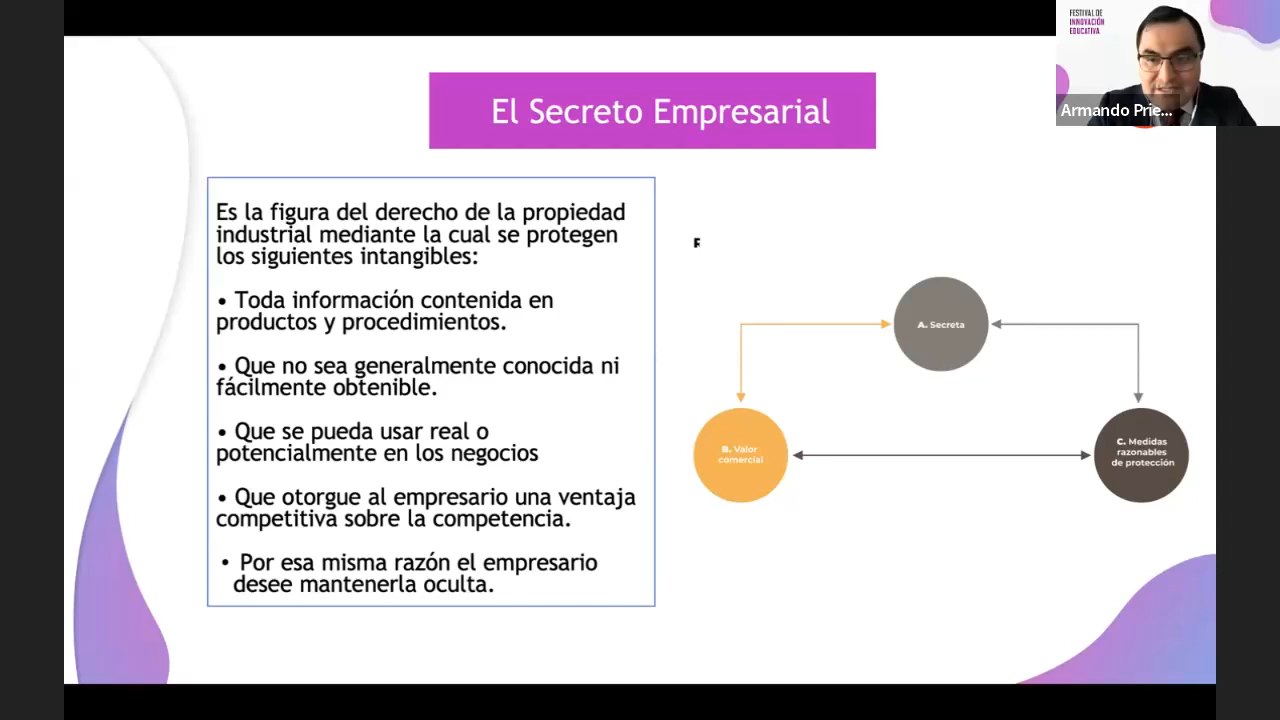 El Secreto Empresarial
Es la figura del derecho de la propiedad
industrial mediante la cual se protegen
los siguientes intangibles:
• Toda información contenida en
productos y procedimientos.
• Que no sea generalmente conocida ni
fácilmente obtenible.
• Que se pueda usar real o
potencialmente en los negocios
• Que otorgue al empresario una ventaja
competitiva sobre la competencia.
• Por esa misma razón el empresario
desee mantenerla oculta.
A. Secreta
B. Valor
comercial
C. Medidas
razonables
de protección
FESTIVAL DE
INNOVACIÓN
EDUCATIVA
Armando Prie...